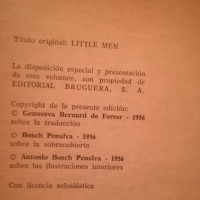 Título original: LITTLE MEN
La disposición especial y presentación
de este volumen, son propiedad de
EDITORIAL BRUGUERA, S. A.
Copyright de la presente edición:
© Genoveva Bernard de Ferrer - 1956
sobre la traducción
© Bosch Penalva - 1956
sobre la sobrecubierta
© Antonio Bosch Penalva - 1956
sobre las ilustraciones interiores
Con licencia eclesiástica